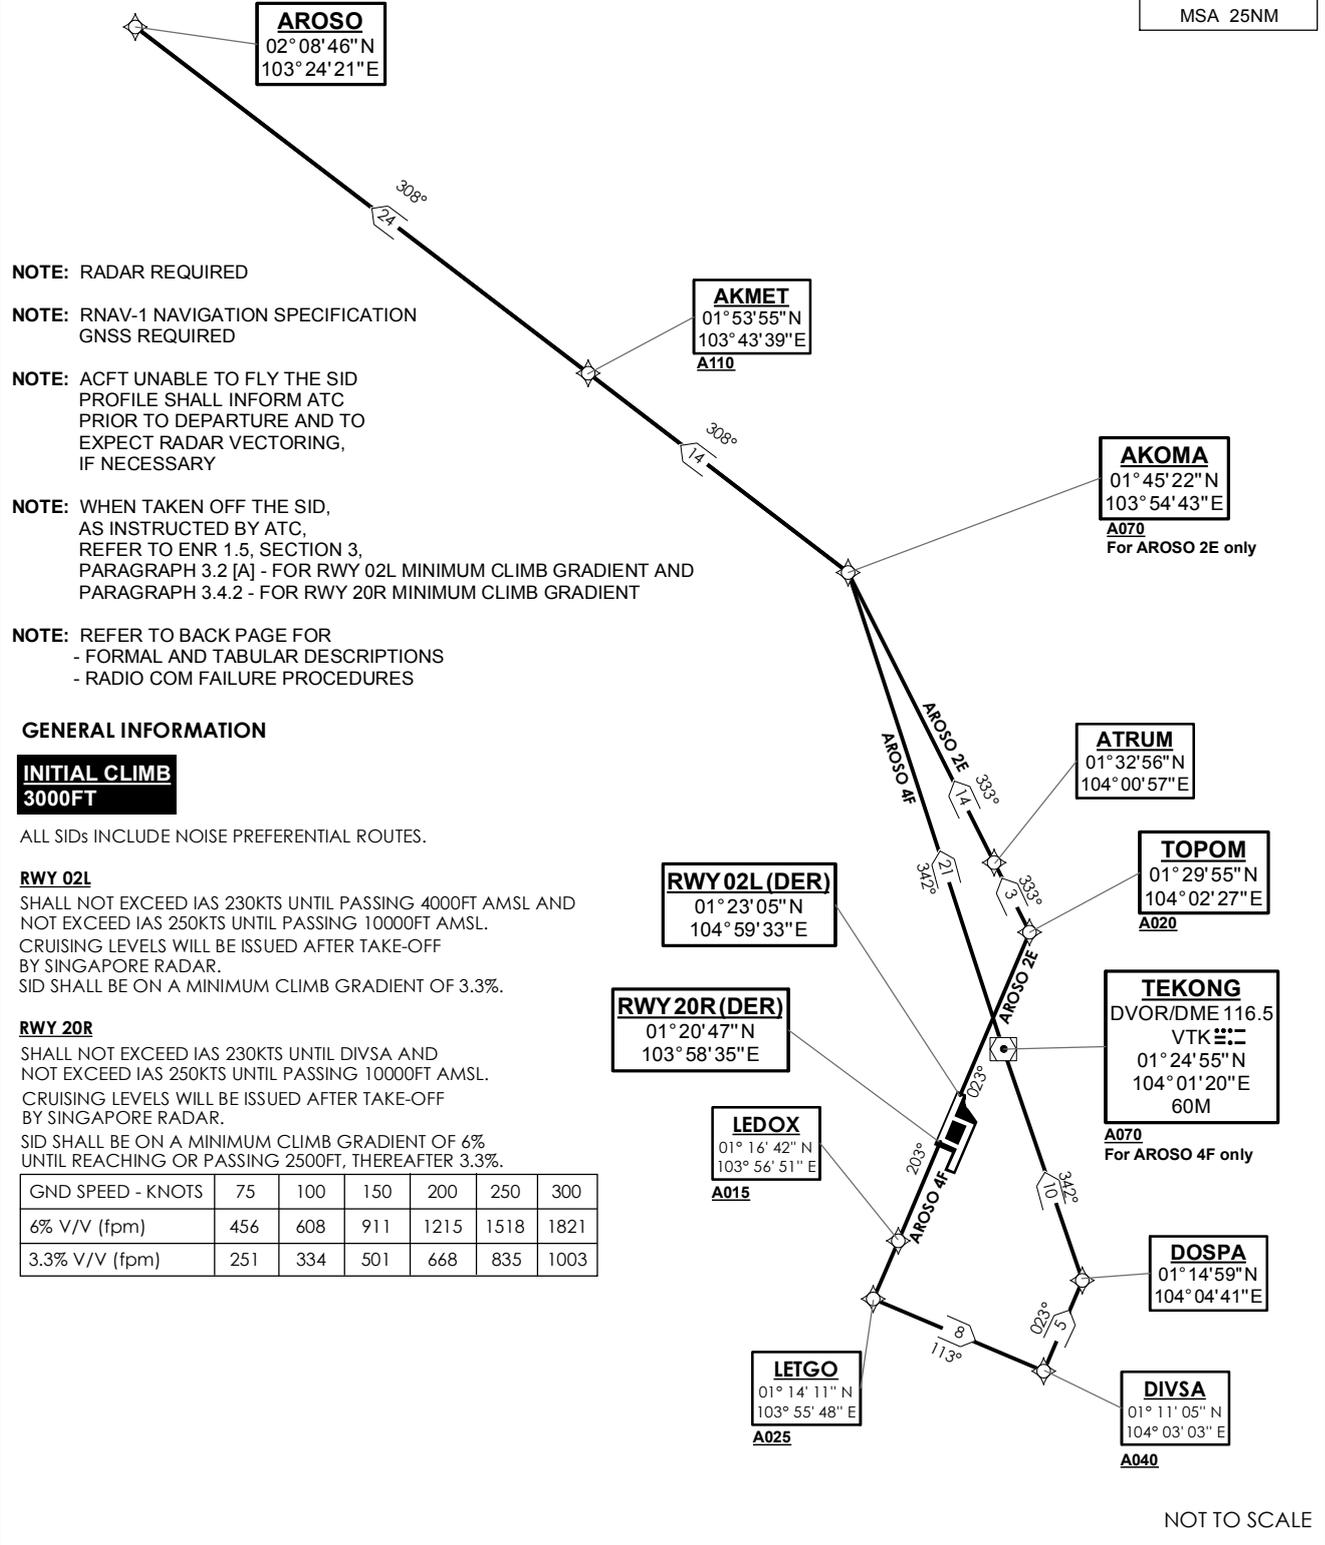 MSA 25NM
AROSO
02°08'46"N
103°24'21"E
308°
24
NOTE: RADAR REQUIRED
NOTE: RNAV-1 NAVIGATION SPECIFICATION
GNSS REQUIRED
NOTE: ACFT UNABLE TO FLY THE SID
PROFILE SHALL INFORM ATC
PRIOR TO DEPARTURE AND TO
EXPECT RADAR VECTORING,
IF NECESSARY
NOTE: WHEN TAKEN OFF THE SID,
AS INSTRUCTED BY ATC,
REFER TO ENR 1.5, SECTION 3,
PARAGRAPH 3.2 [A] - FOR RWY 02L MINIMUM CLIMB GRADIENT AND
PARAGRAPH 3.4.2 - FOR RWY 20R MINIMUM CLIMB GRADIENT
NOTE: REFER TO BACK PAGE FOR
- FORMAL AND TABULAR DESCRIPTIONS
- RADIO COM FAILURE PROCEDURES
AKMET
01°53'55"N
103°43'39"E
A110
308°
14
AKOMA
01°45'22"N
103°54'43"E
A070
For AROSO 2E only
AROSO 2E
AROSO 4F
333°
14
ATRUM
01°32'56"N
104°00'57"E
21
342°
333°
3
TOPOM
01°29'55"N
104°02'27"E
A020
AROSO 2E
RWY 02L (DER)
01°23'05"N
104°59'33"E
RWY 20R (DER)
01°20'47"N
103°58'35"E
TEKONG
DVOR/DME 116.5
VTK
01°24'55"N
104°01'20"E
60M
A070
For AROSO 4F only
023°
203°
AROSO 4F
LEDOX
01° 16' 42" N
103° 56' 51" E
A015
342°
10
DOSPA
01°14'59"N
104°04'41"E
023°
5
8
113°
LETGO
01° 14' 11" N
103° 55' 48" E
A025
DIVSA
01° 11' 05" N
104° 03' 03" E
A040
GENERAL INFORMATION
INITIAL CLIMB
3000FT
ALL SIDs INCLUDE NOISE PREFERENTIAL ROUTES.
RWY 02L
SHALL NOT EXCEED IAS 230KTS UNTIL PASSING 4000FT AMSL AND
NOT EXCEED IAS 250KTS UNTIL PASSING 10000FT AMSL.
CRUISING LEVELS WILL BE ISSUED AFTER TAKE-OFF
BY SINGAPORE RADAR.
SID SHALL BE ON A MINIMUM CLIMB GRADIENT OF 3.3%.
RWY 20R
SHALL NOT EXCEED IAS 230KTS UNTIL DIVSA AND
NOT EXCEED IAS 250KTS UNTIL PASSING 10000FT AMSL.
CRUISING LEVELS WILL BE ISSUED AFTER TAKE-OFF
BY SINGAPORE RADAR.
SID SHALL BE ON A MINIMUM CLIMB GRADIENT OF 6%
UNTIL REACHING OR PASSING 2500FT, THEREAFTER 3.3%.
GND SPEED - KNOTS 75 100 150 200 250 300
6% V/V (fpm) 456 608 911 1215 1518 1821
3.3% V/V (fpm) 251 334 501 668 835 1003
NOT TO SCALE